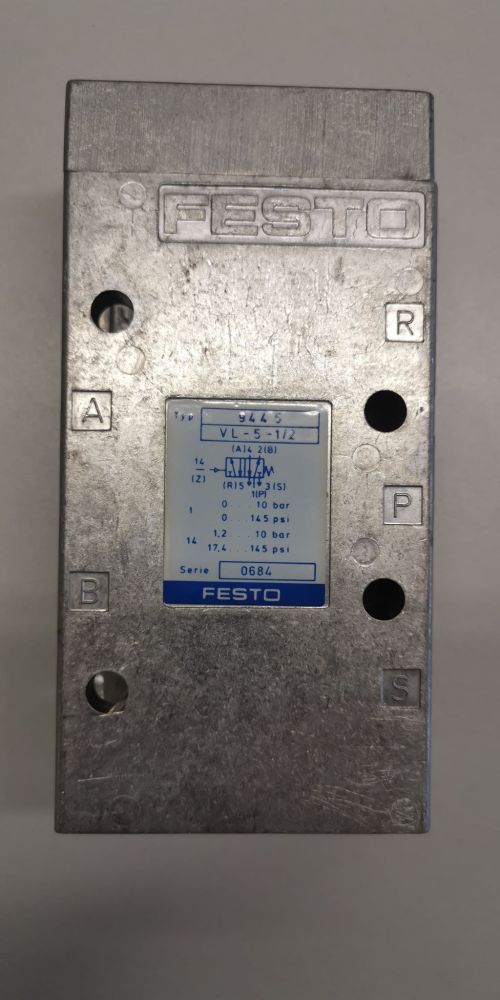 FESTO
R
A
Typ 9445
VL-5-1/2
(A)4 2(B)
14
(Z)
(R)5 3(S)
1(P)
0...10 bar
1
0...145 psi
1,2...10 bar
14
17,4...145 psi
P
Serie 0684
FESTO
B
S